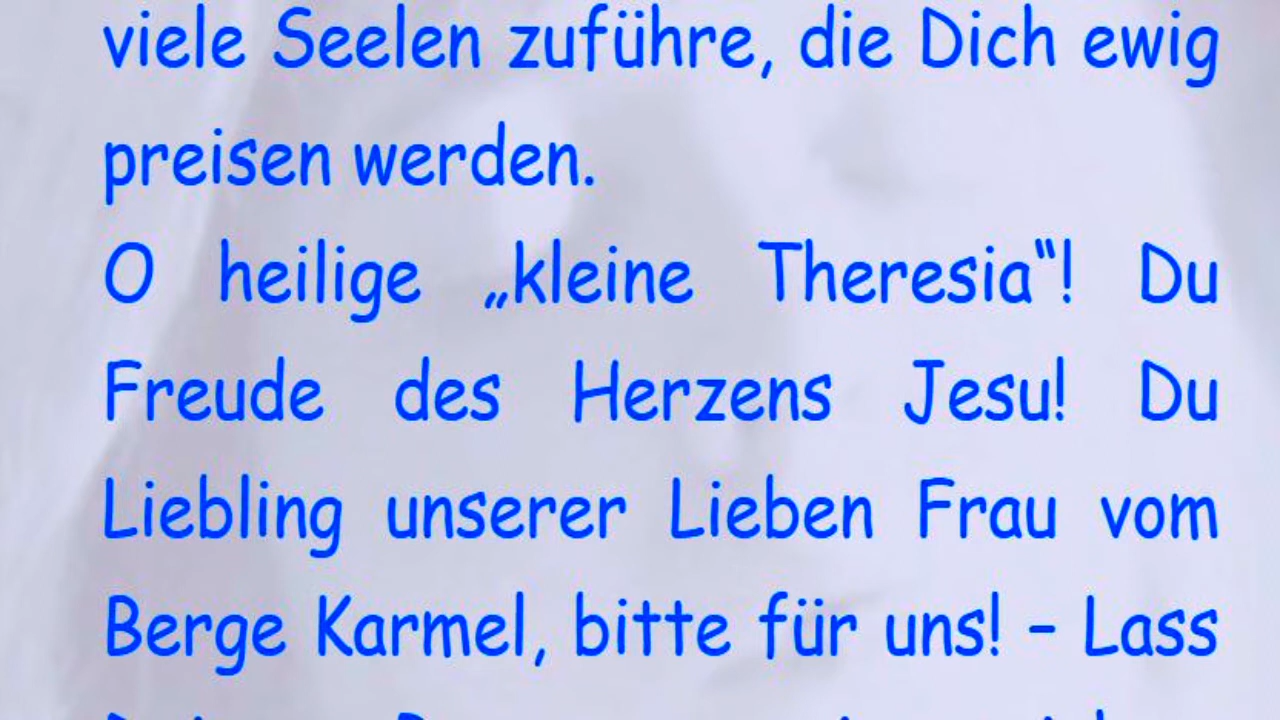 viele Seelen zuführe, die Dich ewig
preisen werden.
O heilige „kleine Theresia“! Du
Freude des Herzens Jesu! Du
Liebling unserer Lieben Frau vom
Berge Karmel, bitte für uns! – Lass